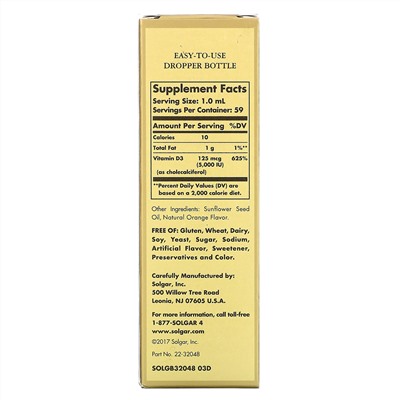 EASY-TO-USE
DROPPER BOTTLE
Supplement Facts
Serving Size: 1.0 mL
Servings Per Container: 59
Amount Per Serving %DV
Calories 10
Total Fat 1 g 1%**
Vitamin D3 125 mcg 625%
(5,000 IU)
(as cholecalciferol)
**Percent Daily Values (DV) are
based on a 2,000 calorie diet.
Other Ingredients: Sunflower Seed
Oil, Natural Orange Flavor.
FREE OF: Gluten, Wheat, Dairy,
Soy, Yeast, Sugar, Sodium,
Artificial Flavor, Sweetener,
Preservatives and Color.
Carefully Manufactured by:
Solgar, Inc.
500 Willow Tree Road
Leonia, NJ 07605 U.S.A.
For more information, call toll-free
1-877-SOLGAR 4
www.solgar.com
©2017 Solgar, Inc.
Part No. 22-32048
SOLGB32048 03D